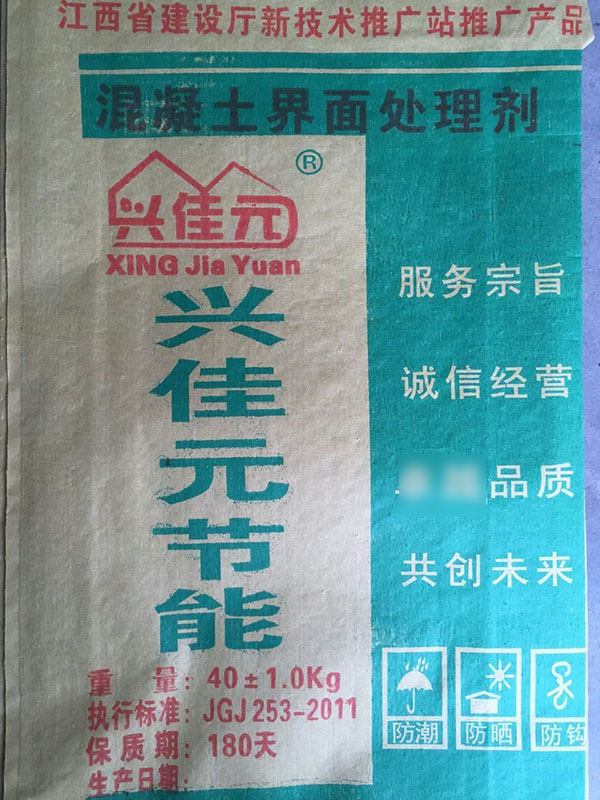 江西省建设厅新技术推广站推广产品
混凝土界面处理剂
®
兴佳元
XING Jia Yuan
兴佳元节能
服务宗旨
诚信经营
品质
共创未来
重 量: 40±1.0Kg
执行标准: JGJ253-2011
保质期: 180天
生产日期:
防潮
防晒
防钩